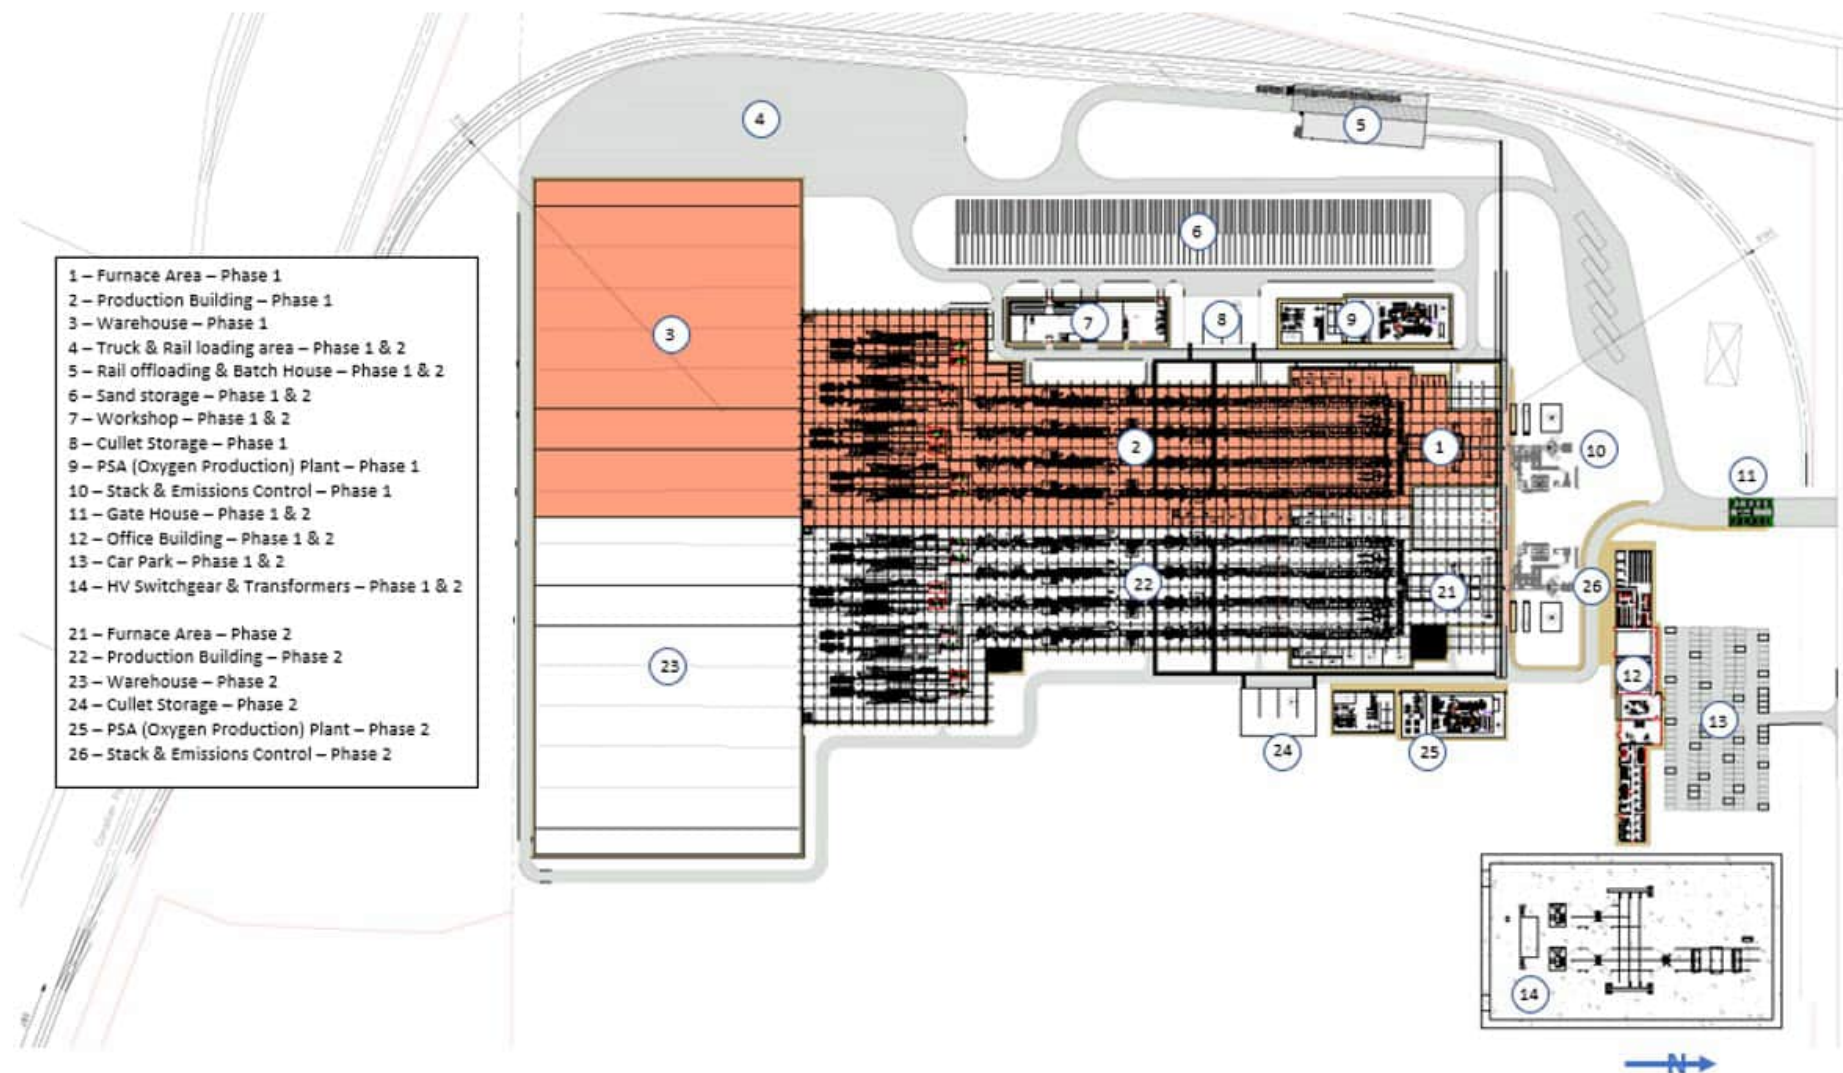 1 – Furnace Area – Phase 1
2 – Production Building – Phase 1
3 – Warehouse – Phase 1
4 – Truck & Rail loading area – Phase 1 & 2
5 – Rail offloading & Batch House – Phase 1 & 2
6 – Sand storage – Phase 1 & 2
7 – Workshop – Phase 1 & 2
8 – Cullet Storage – Phase 1
9 – PSA (Oxygen Production) Plant – Phase 1
10 – Stack & Emissions Control – Phase 1
11 – Gate House – Phase 1 & 2
12 – Office Building – Phase 1 & 2
13 – Car Park – Phase 1 & 2
14 – HV Switchgear & Transformers – Phase 1 & 2
21 – Furnace Area – Phase 2
22 – Production Building – Phase 2
23 – Warehouse – Phase 2
24 – Cullet Storage – Phase 2
25 – PSA (Oxygen Production) Plant – Phase 2
26 – Stack & Emissions Control – Phase 2
4
5
6
7
8
9
3
2
1
10
11
22
21
26
23
12
13
24
25
14
N